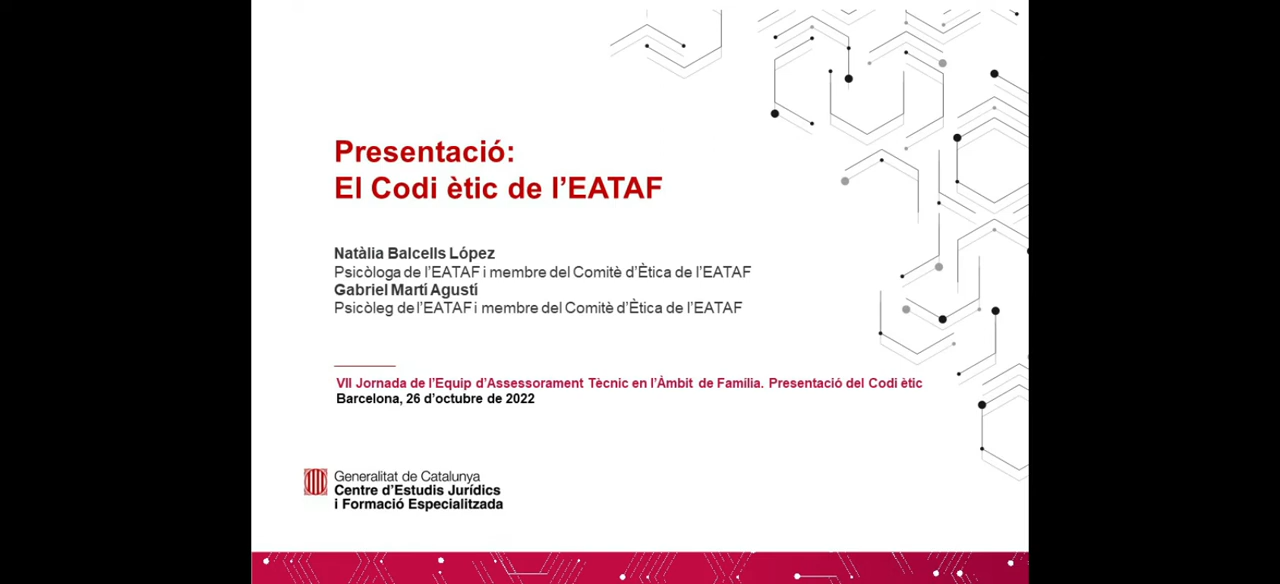 Presentació:
El Codi ètic de l’EATAF
Natàlia Balcells López
Psicòloga de l’EATAF i membre del Comitè d’Ètica de l’EATAF
Gabriel Martí Agustí
Psicòleg de l’EATAF i membre del Comitè d’Ètica de l’EATAF
VII Jornada de l’Equip d’Assessorament Tècnic en l’Àmbit de Família. Presentació del Codi ètic
Barcelona, 26 d’octubre de 2022
Generalitat de Catalunya
Centre d’Estudis Jurídics
i Formació Especialitzada